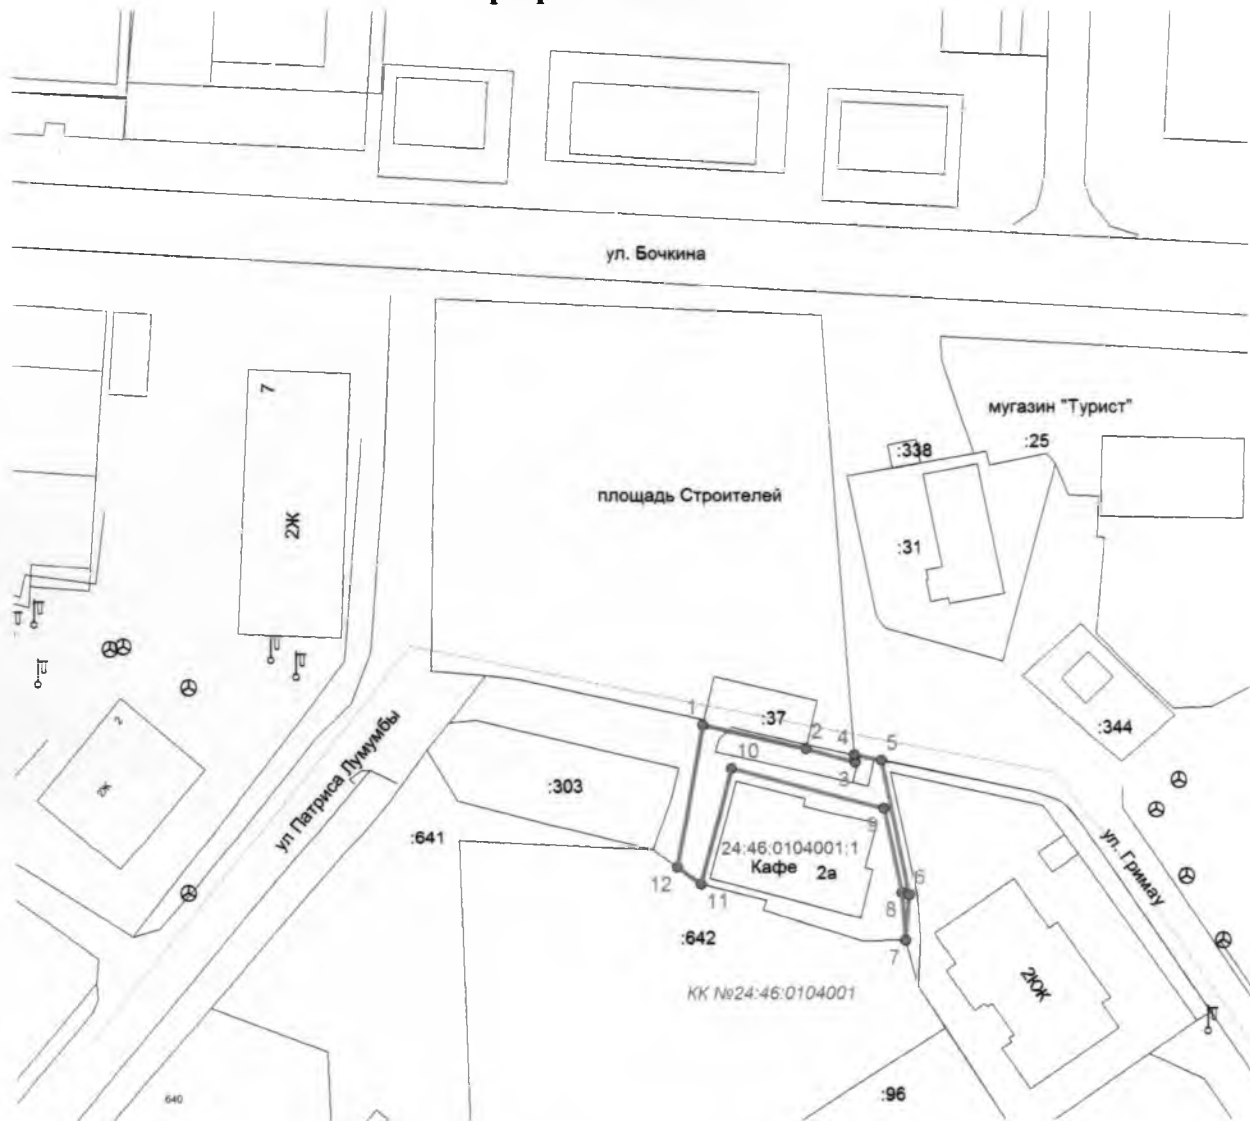 ул. Бочкина
7
мугазин "Турист"
:338
:25
площадь Строителей
2Ж
:31
1
:37
2
4
5
:344
2
10
3
ул Патриса Лумумбы
:303
2Ж
9
ул. Гримау
:641
24:46:0104001:1
Кафе
2а
12
11
6
8
:642
7
КК №24:46:0104001
2КЖ
640
:96